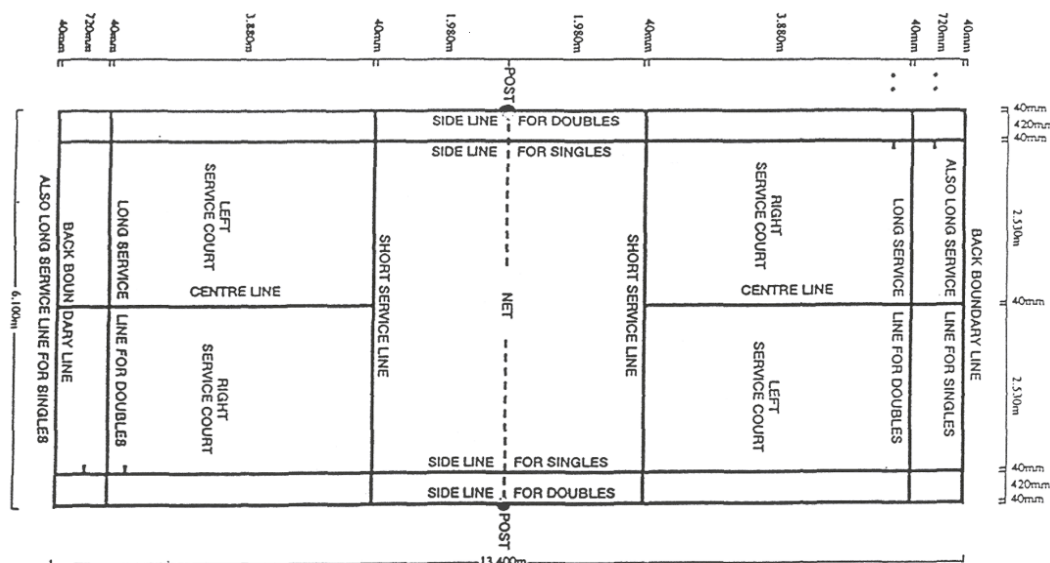 40mm
720mm
40mm
3.880m
40mm
1.980m
1.980m
40mm
3.880m
40mm
720mm
40mm
POST
SIDE LINE FOR DOUBLES
SIDE LINE FOR SINGLES
40mm
420mm
40mm
2.530m
40mm
2.530m
40mm
420mm
40mm
6.100m
ALSO LONG SERVICE LINE FOR SINGLES
BACK BOUNDARY LINE
LONG SERVICE LINE FOR DOUBLES
LEFT
SERVICE COURT
CENTRE LINE
RIGHT
SERVICE COURT
SHORT SERVICE LINE
NET
SHORT SERVICE LINE
RIGHT
SERVICE COURT
CENTRE LINE
LEFT
SERVICE COURT
LONG SERVICE LINE FOR DOUBLES
ALSO LONG SERVICE LINE FOR SINGLES
BACK BOUNDARY LINE
SIDE LINE FOR SINGLES
SIDE LINE FOR DOUBLES
POST
13.400m